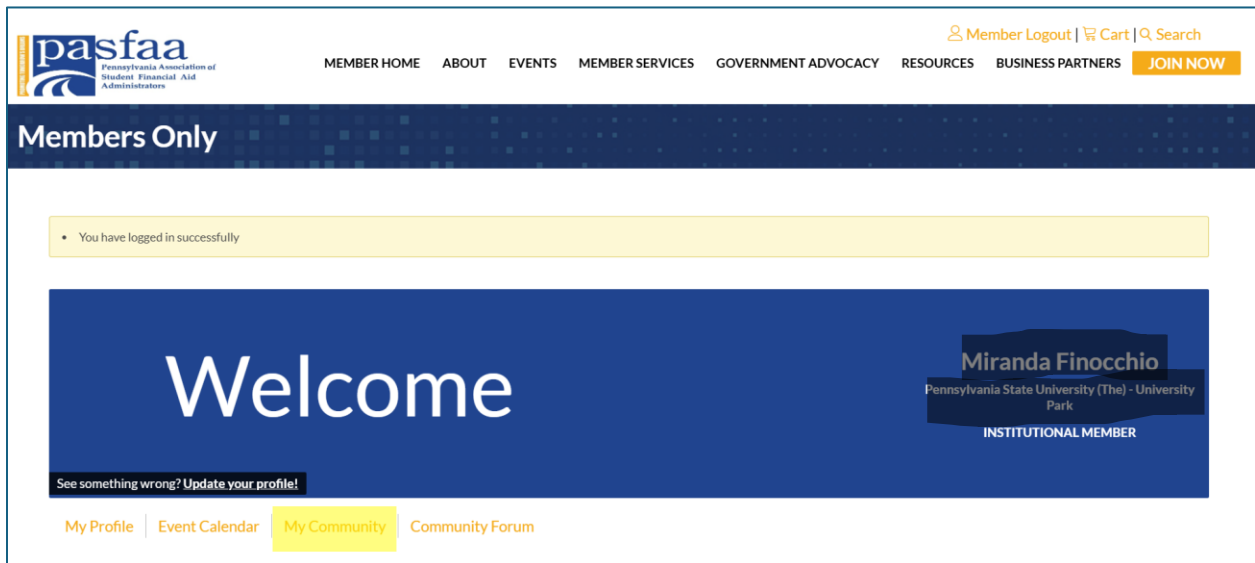 pasfaa
Pennsylvania Association of
Student Financial Aid
Administrators
Member Logout | Cart | Search
MEMBER HOME ABOUT EVENTS MEMBER SERVICES GOVERNMENT ADVOCACY RESOURCES BUSINESS PARTNERS JOIN NOW
Members Only
• You have logged in successfully
Welcome
Miranda Finocchio
Pennsylvania State University (The) - University
Park
INSTITUTIONAL MEMBER
See something wrong? Update your profile!
My Profile | Event Calendar | My Community | Community Forum